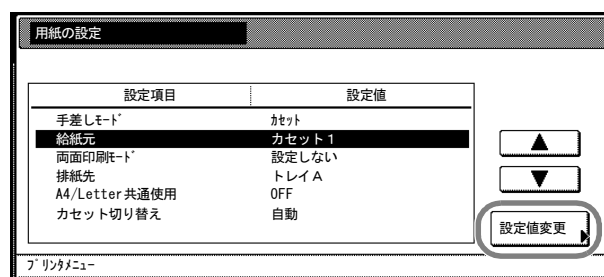 用紙の設定
設定項目 設定値
手差しﾓｰﾄﾞ ｶｾｯﾄ
給紙元 カセット1
両面印刷ﾓｰﾄﾞ 設定しない
排紙先 トレイA
A4/Letter共通使用 OFF
カセット切り替え 自動
設定値変更
ﾌﾟﾘﾝﾀﾒﾆｭｰ